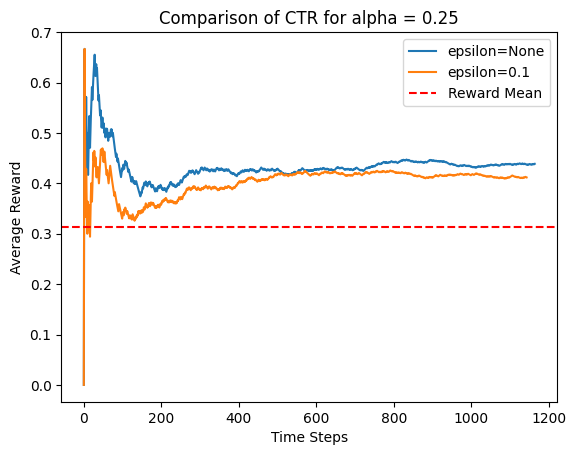 Comparison of CTR for alpha = 0.25
epsilon=None
epsilon=0.1
Reward Mean
Average Reward
0.7
0.6
0.5
0.4
0.3
0.2
0.1
0.0
0
200
400
600
800
1000
1200
Time Steps